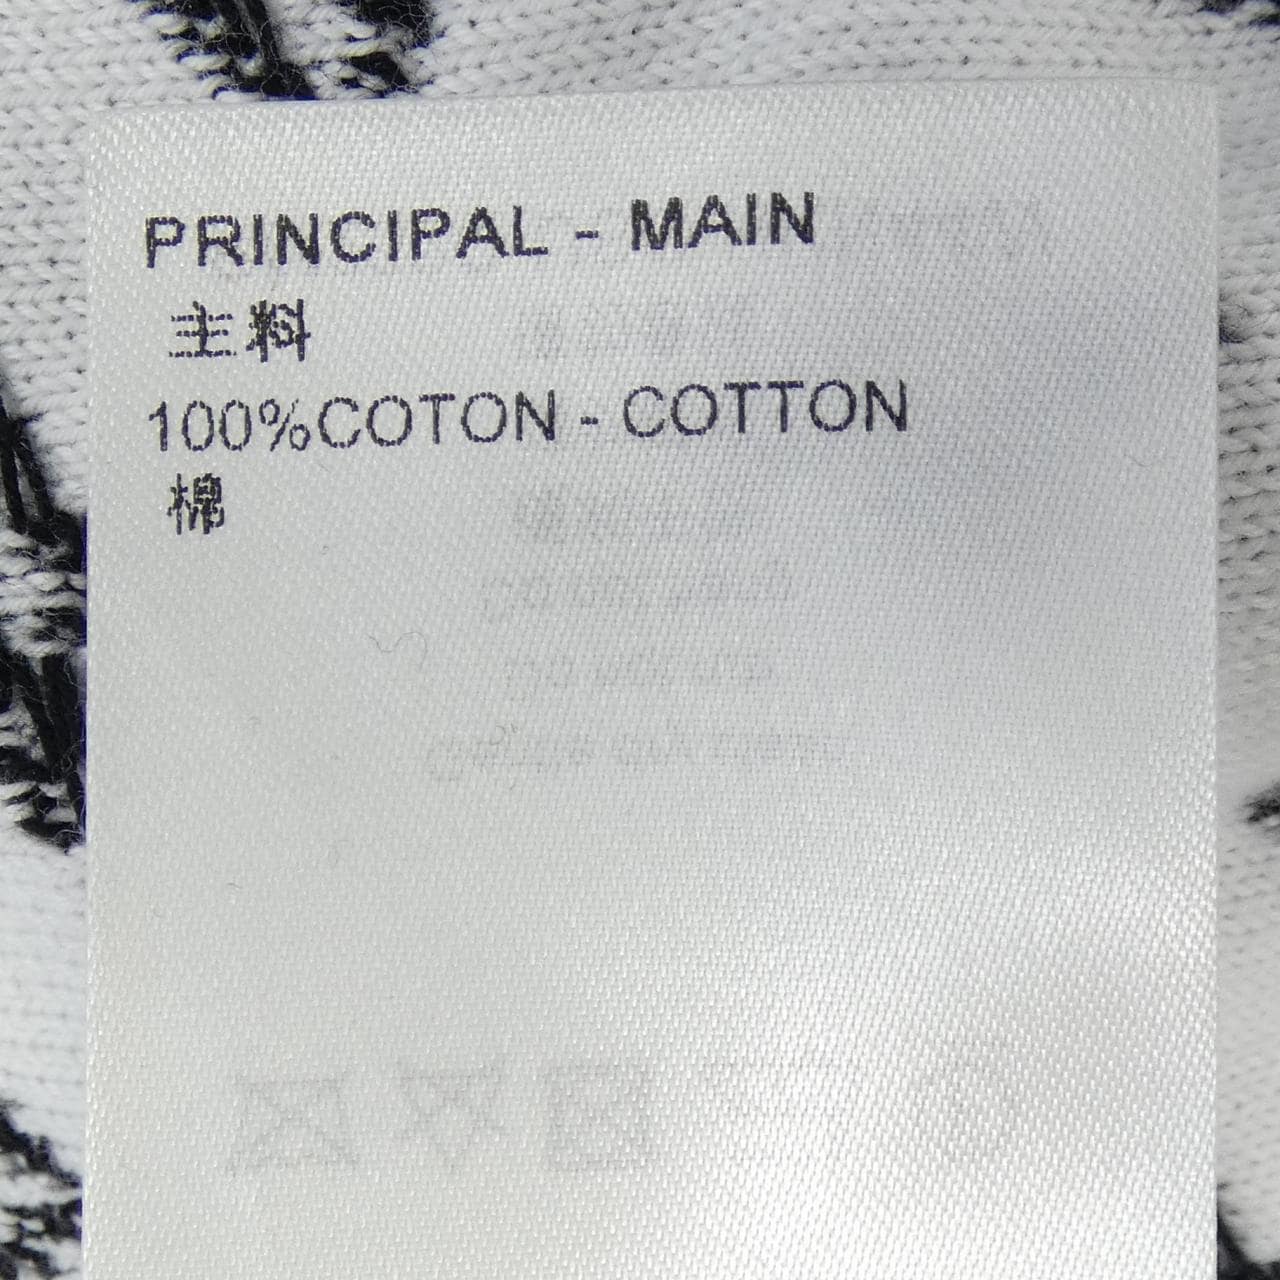 PRINCIPAL - MAIN
主料
100%COTON - COTTON
棉